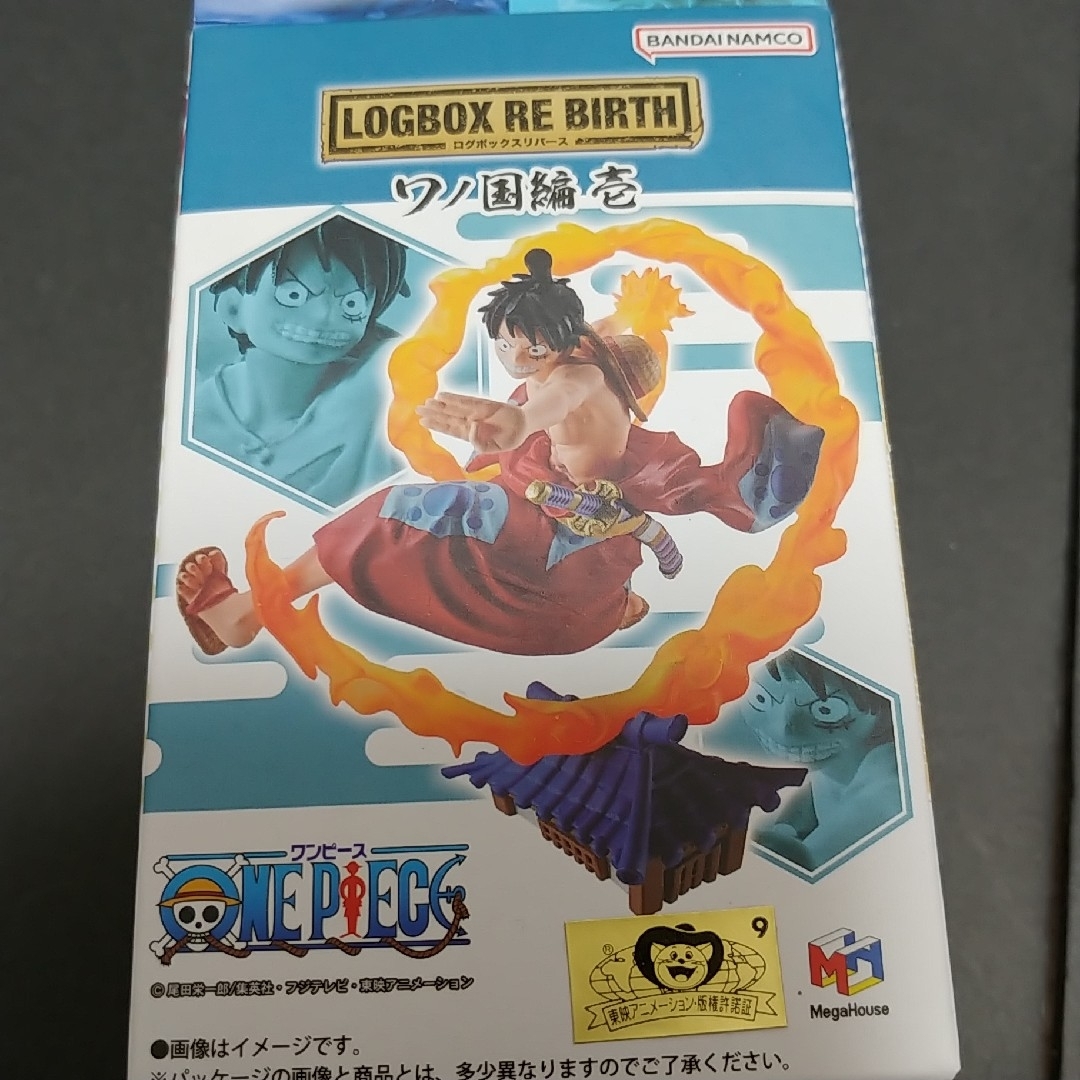 BANDAI NAMCO
LOGBOX RE BIRTH
ログボックスリバース
ワノ国編 壱
ワンピース
ONE PIECE
©尾田栄一郎/集英社・フジテレビ・東映アニメーション
9
®
東映アニメーション・版権許諾証
MegaHouse
●画像はイメージです。
※パッケージの画像と商品とは、多少異なりますのでご了承ください。